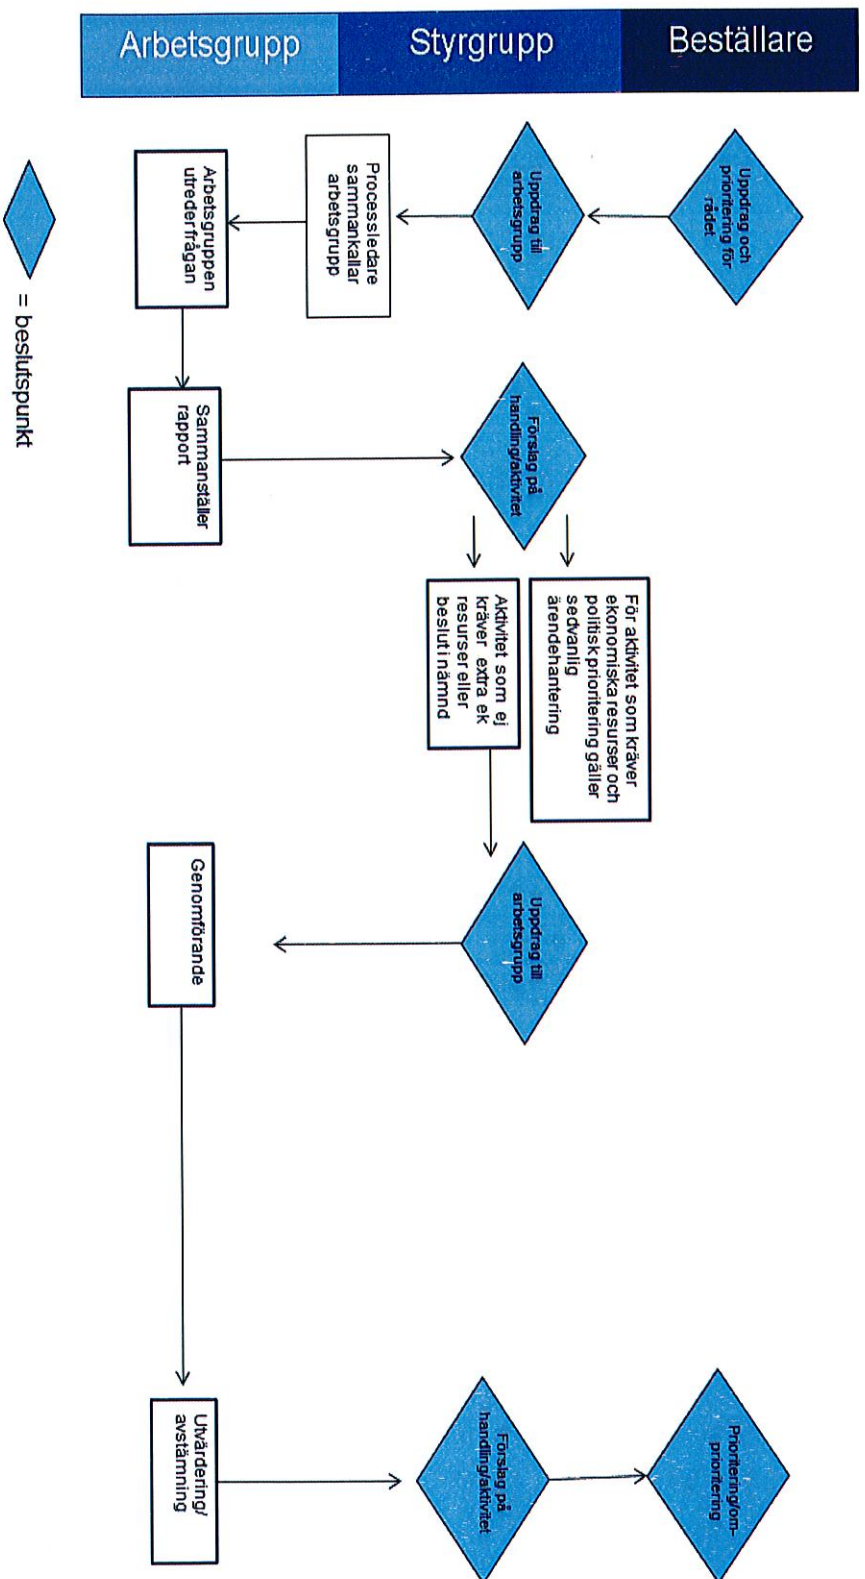 Beställare
Styrgrupp
Arbetsgrupp
Uppdrag och
prioritering för
rådet
Uppdrag till
arbetsgrupp
Processledare
sammankallar
arbetsgrupp
Arbetsgruppen
utreder frågan
Sammanställer
rapport
Förslag på
handling/aktivitet
För aktivitet som kräver
ekonomiska resurser och
politisk prioritering gäller
sedvanlig
ärendehantering
Aktivitet som ej
kräver extra ek
resurser eller
beslut i nämnd
Uppdrag till
arbetsgrupp
Genomförande
Utvärdering/
avstämning
Förslag på
handling/aktivitet
Prioritering/om-
prioritering
= beslutspunkt